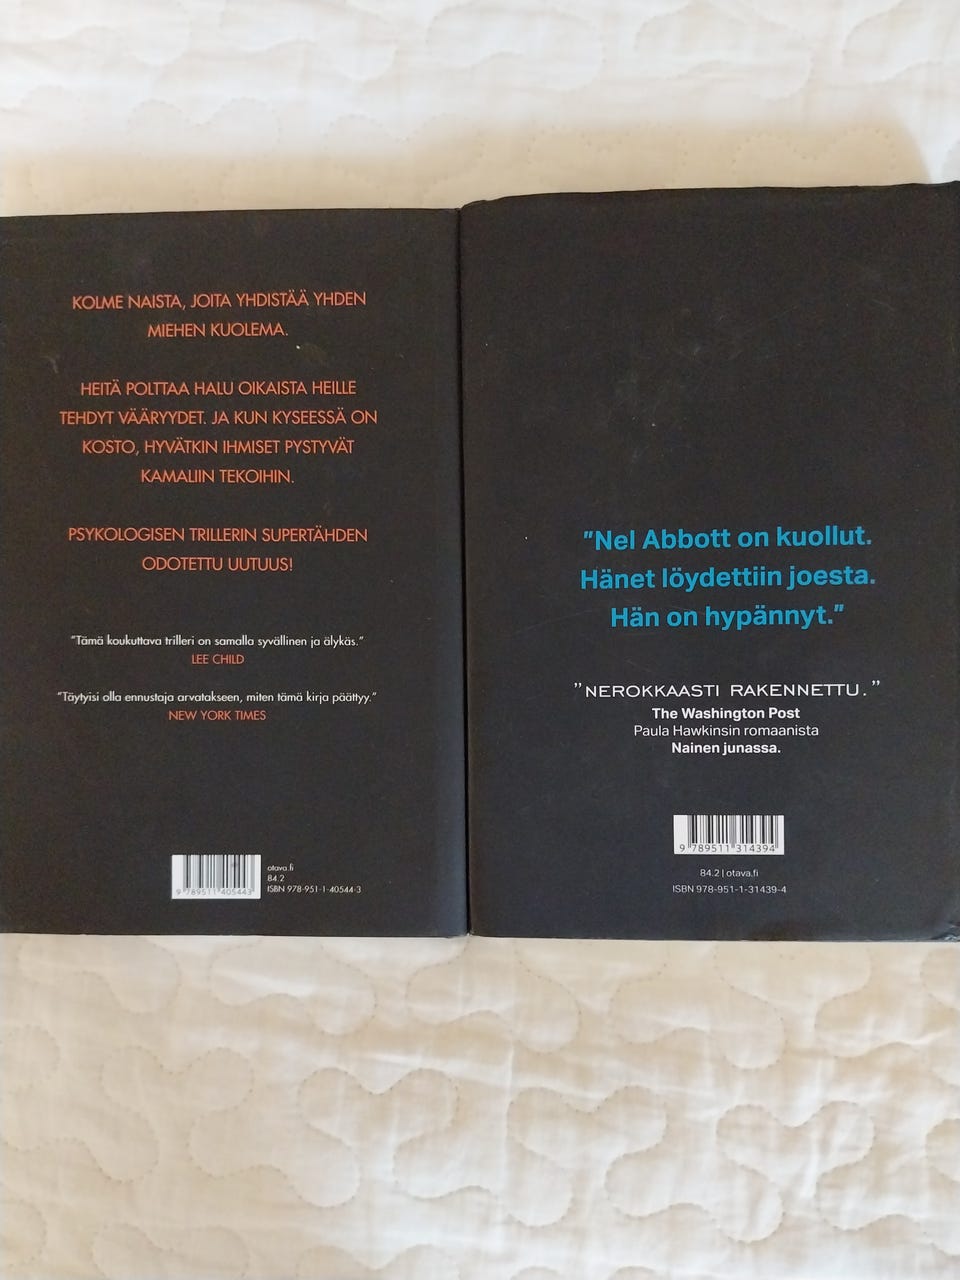 KOLME NAISTA, JOITA YHDISTÄÄ YHDEN
MIEHEN KUOLEMA.
HEITÄ POLTTAA HALU OIKAISTA HEILLE
TEHDYT VÄÄRYYDET. JA KUN KYSEESSÄ ON
KOSTO, HYVÄTKIN IHMISET PYSTYVÄT
KAMALIIN TEKOIHIN.
PSYKOLOGISEN TRILLERIN SUPERTÄHDEN
ODOTETTU UUTUUS!
"Tämä koukuttava trilleri on samalla syvällinen ja älykäs."
LEE CHILD
"Täytyisi olla ennustaja arvatakseen, miten tämä kirja päättyy."
NEW YORK TIMES
otava.fi
84.2
ISBN 978-951-1-40544-3
9 789511 405443
"Nel Abbott on kuollut.
Hänet löydettiin joesta.
Hän on hypännyt."
"NEROKKAASTI RAKENNETTU."
The Washington Post
Paula Hawkinsin romaanista
Nainen junassa.
9 789511 314394
84.2 | otava.fi
ISBN 978-951-1-31439-4